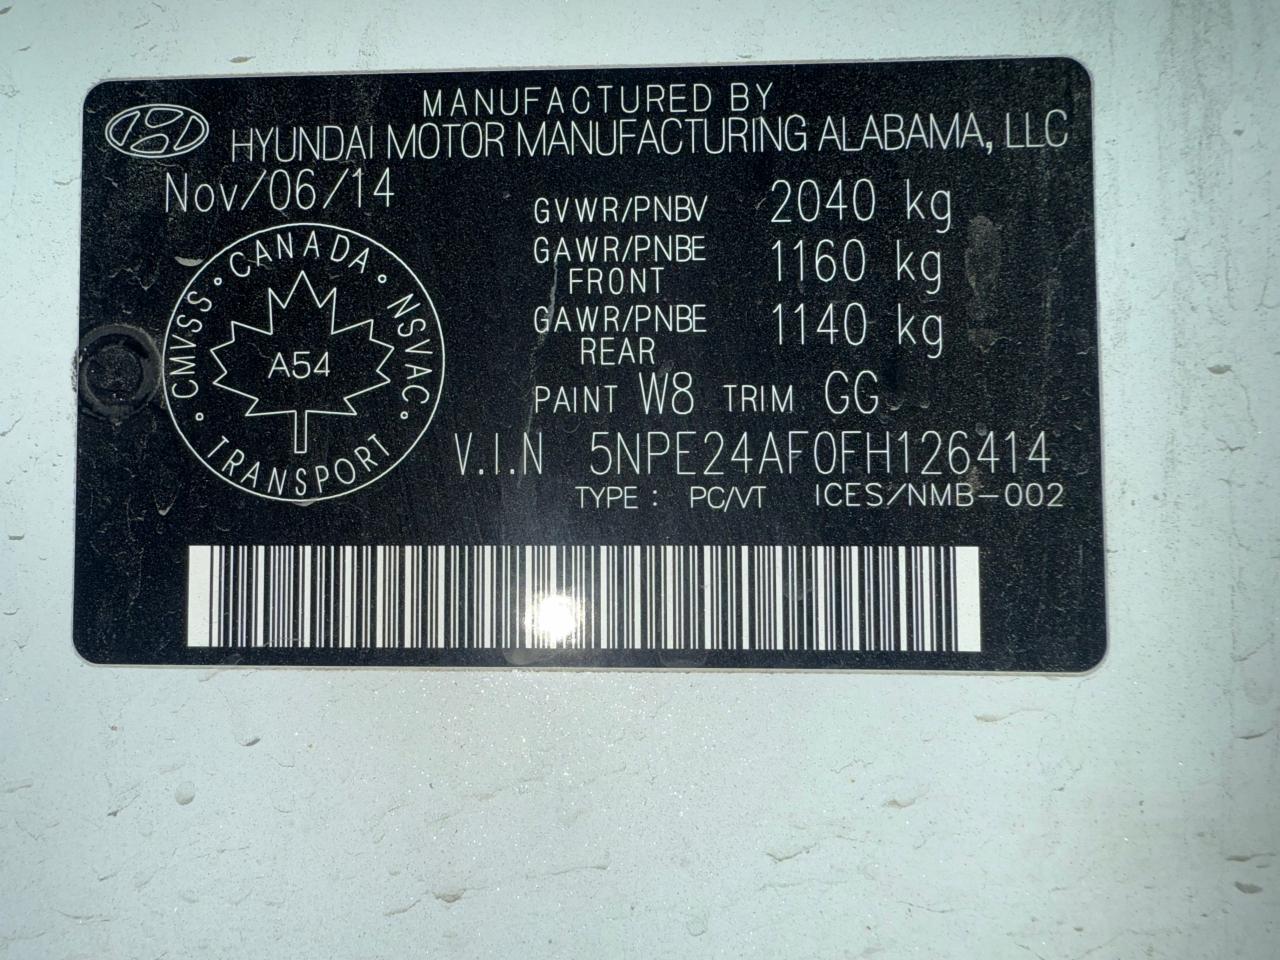 MANUFACTURED BY
HYUNDAI MOTOR MANUFACTURING ALABAMA, LLC
Nov/06/14
GVWR/PNBV 2040 kg
GAWR/PNBE FRONT 1160 kg
GAWR/PNBE REAR 1140 kg
PAINT W8 TRIM GG
V.I.N 5NPE24AF0FH126414
TYPE : PC/VT ICES/NMB-002
CANADA
CMVSS
NSVAC
TRANSPORT
A54